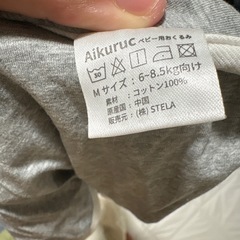 Aikuruc ベビー用おくるみ
30
Mサイズ：6-8.5kg向け
素材：コットン100%
原産国：中国
販売元：(株) STELA